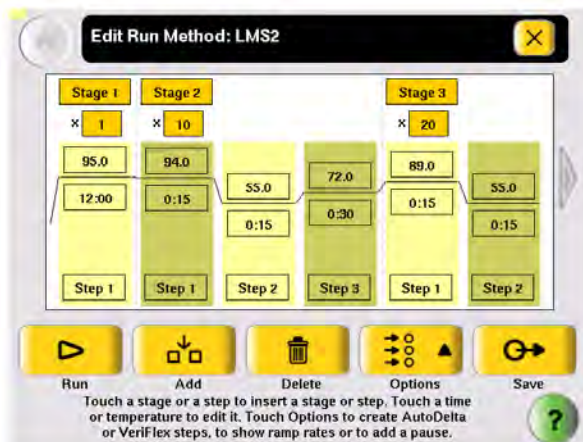 Edit Run Method: LMS2
Stage 1 Stage 2 Stage 3
× 1 × 10 × 20
95.0 94.0 55.0 72.0 89.0 55.0
12:00 0:15 0:15 0:30 0:15 0:15
Step 1 Step 1 Step 2 Step 3 Step 1 Step 2
Run Add Delete Options Save
Touch a stage or a step to insert a stage or step. Touch a time
or temperature to edit it. Touch Options to create AutoDelta
or VeriFlex steps, to show ramp rates or to add a pause.
?